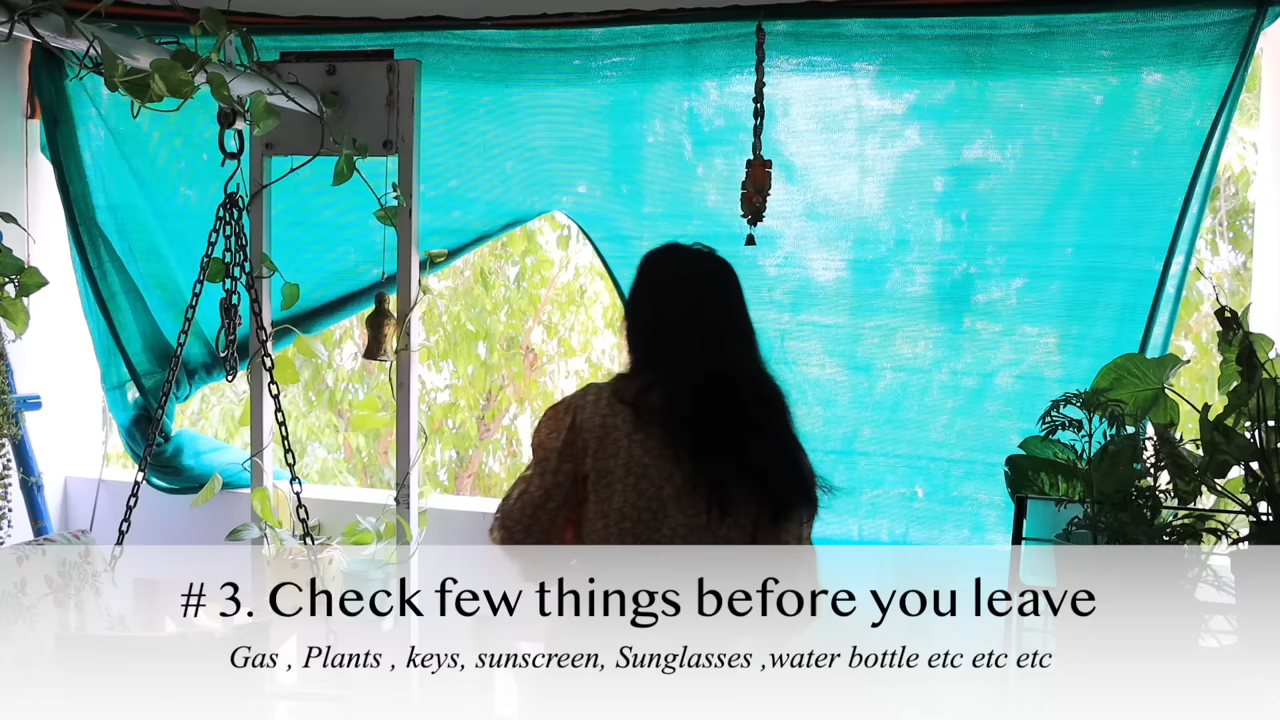 # 3. Check few things before you leave
Gas , Plants , keys, sunscreen, Sunglasses ,water bottle etc etc etc